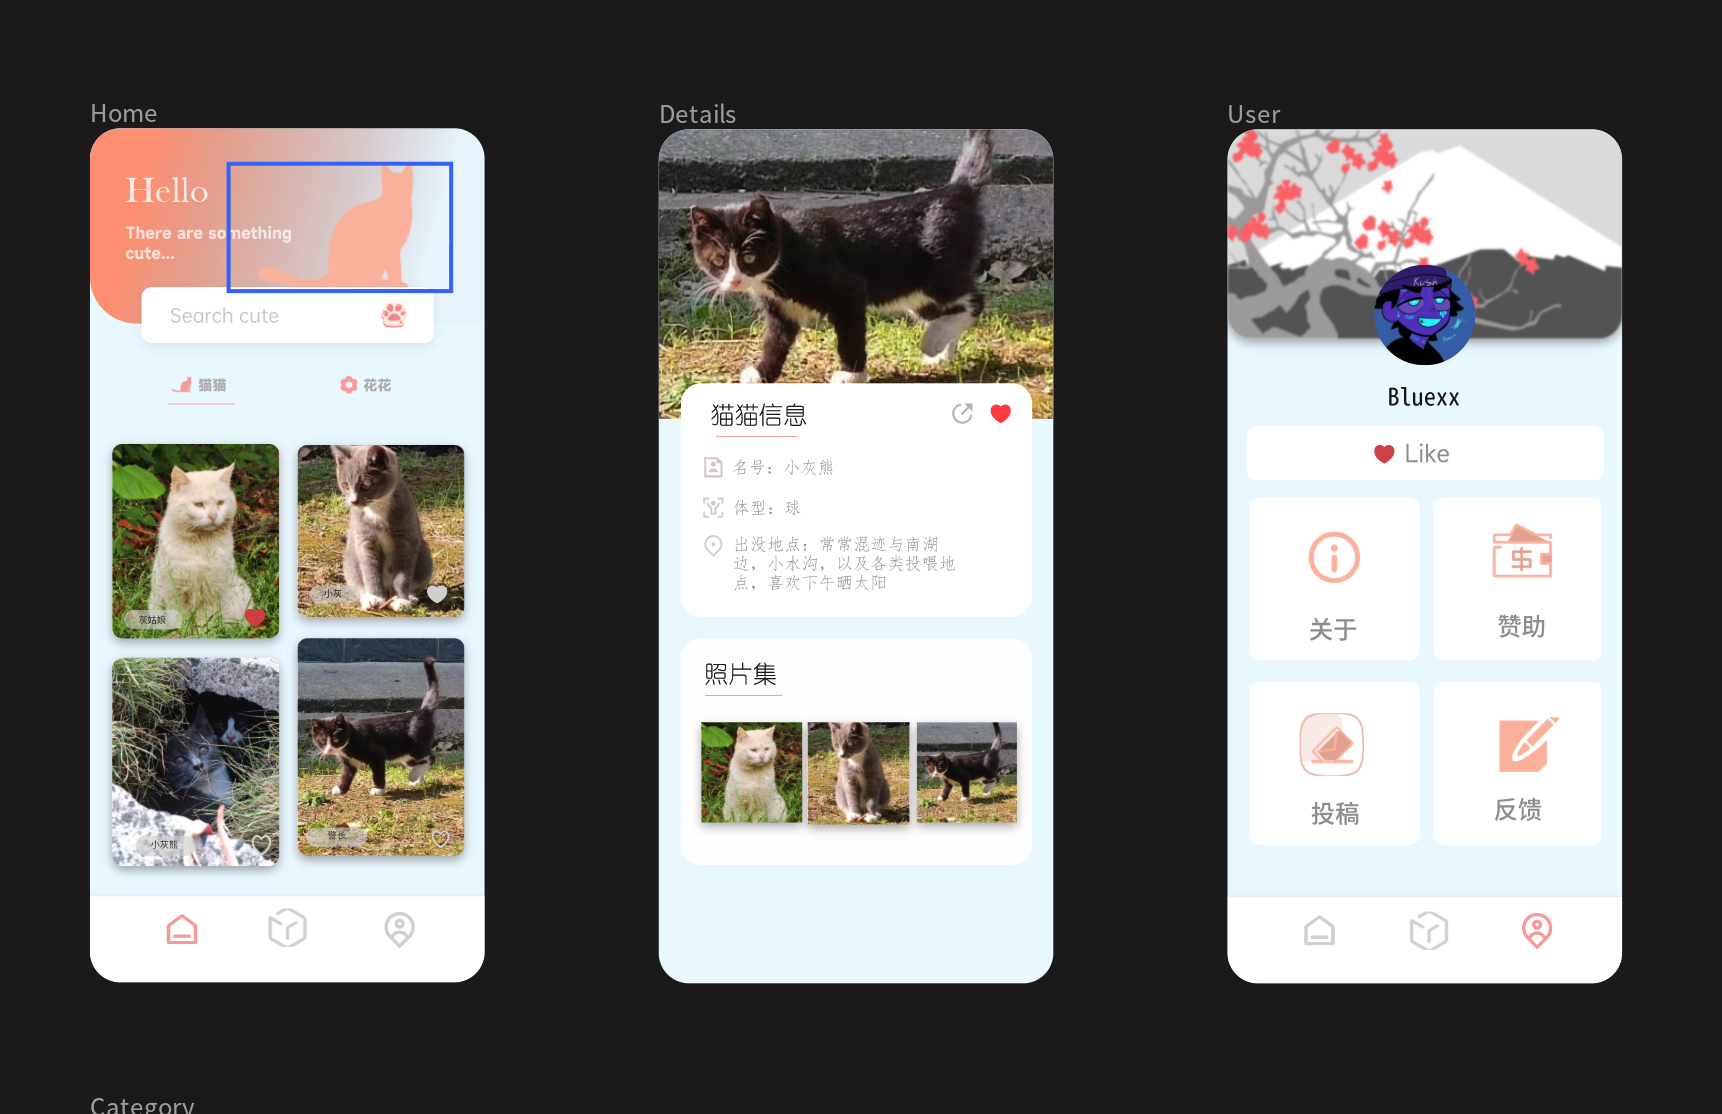 Home
Hello
There are something
cute...
Search cute
猫猫
花花
灰姑娘
小灰
小灰熊
警长
Details
猫猫信息
名号：小灰熊
体型：球
出没地点：常常混迹与南湖
边，小水沟，以及各类投喂地
点，喜欢下午晒太阳
照片集
User
Kush
Bluexx
Like
关于
赞助
投稿
反馈
Category